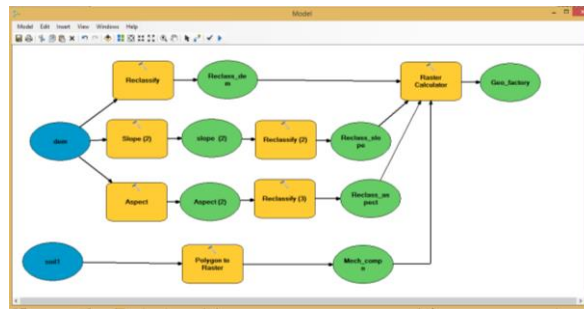 Model
Model Edit Insert View Windows Help
Reclassify
Reclass_de
m
Raster
Calculator
Geo_factory
dem
Slope (2)
slope (2)
Reclassify (2)
Reclass_slo
pe
Aspect
Aspect (2)
Reclassify (3)
Reclass_as
pect
Polygon to
Raster
Mech_comp